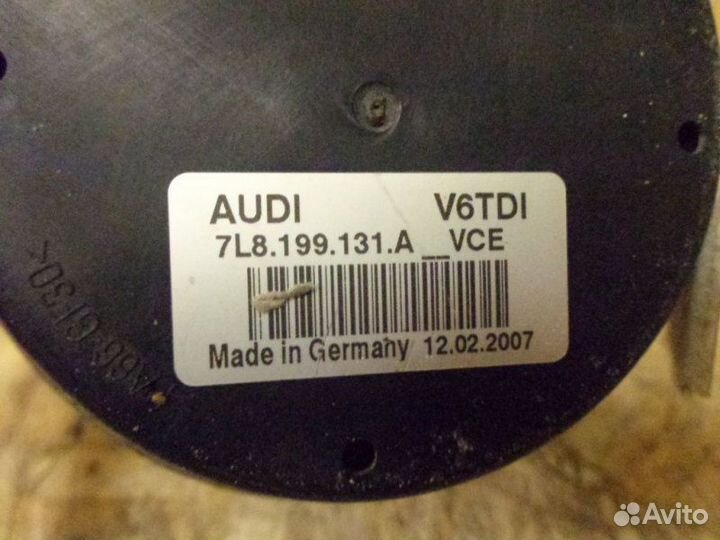 AUDI V6TDI
7L8.199.131.A __VCE
Made in Germany 12.02.2007
Avito